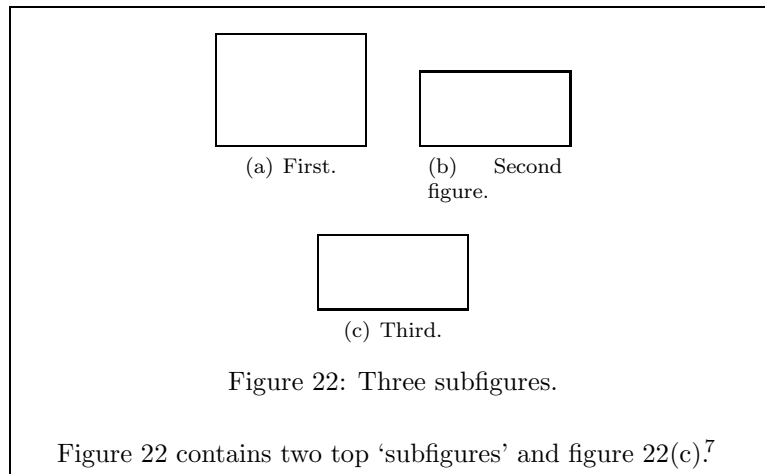 (a) First.
(b) Second
figure.
(c) Third.
Figure 22: Three subfigures.
Figure 22 contains two top ‘subfigures’ and figure 22(c).7